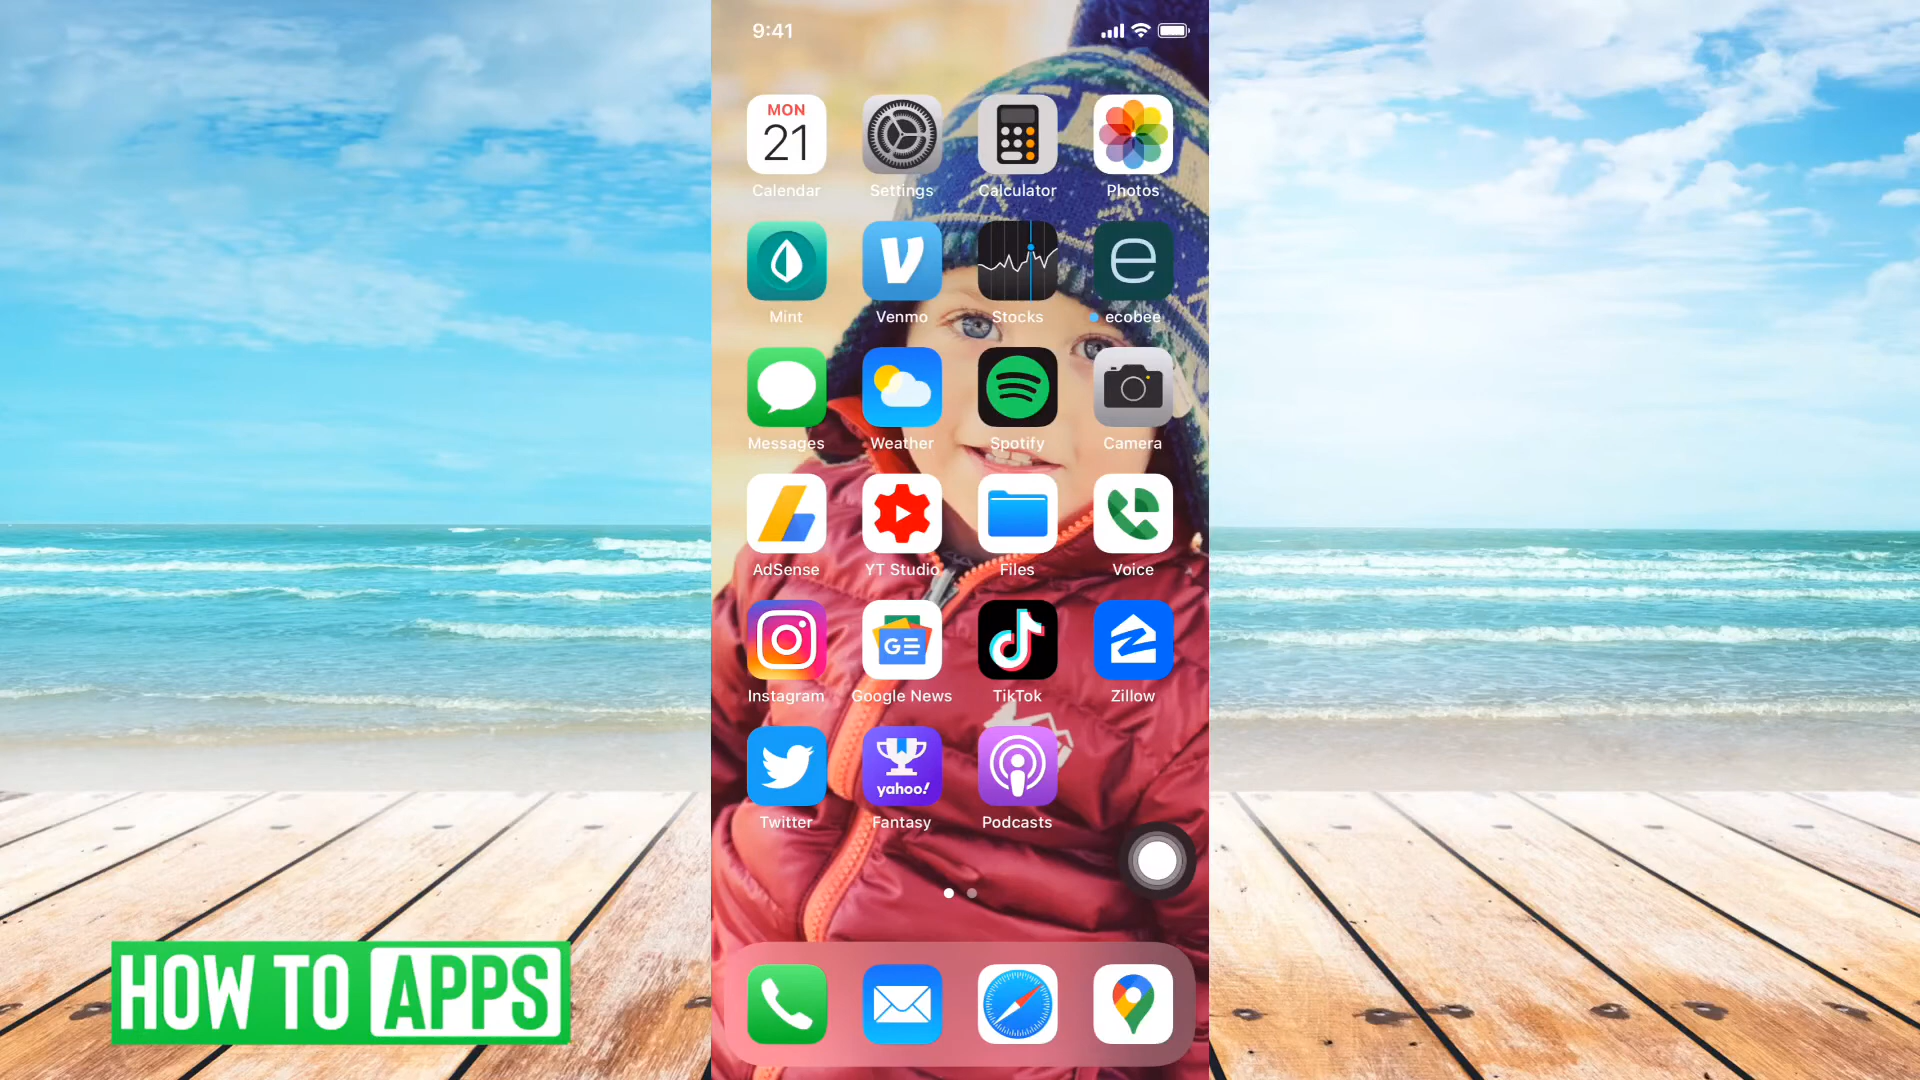 9:41
MON
21
Calendar
Settings
Calculator
Photos
Mint
Venmo
Stocks
e
ecobee
Messages
Weather
Spotify
Camera
AdSense
YT Studio
Files
Voice
GE
Instagram
Google News
TikTok
Zillow
yahoo!
Twitter
Fantasy
Podcasts
HOW TO APPS